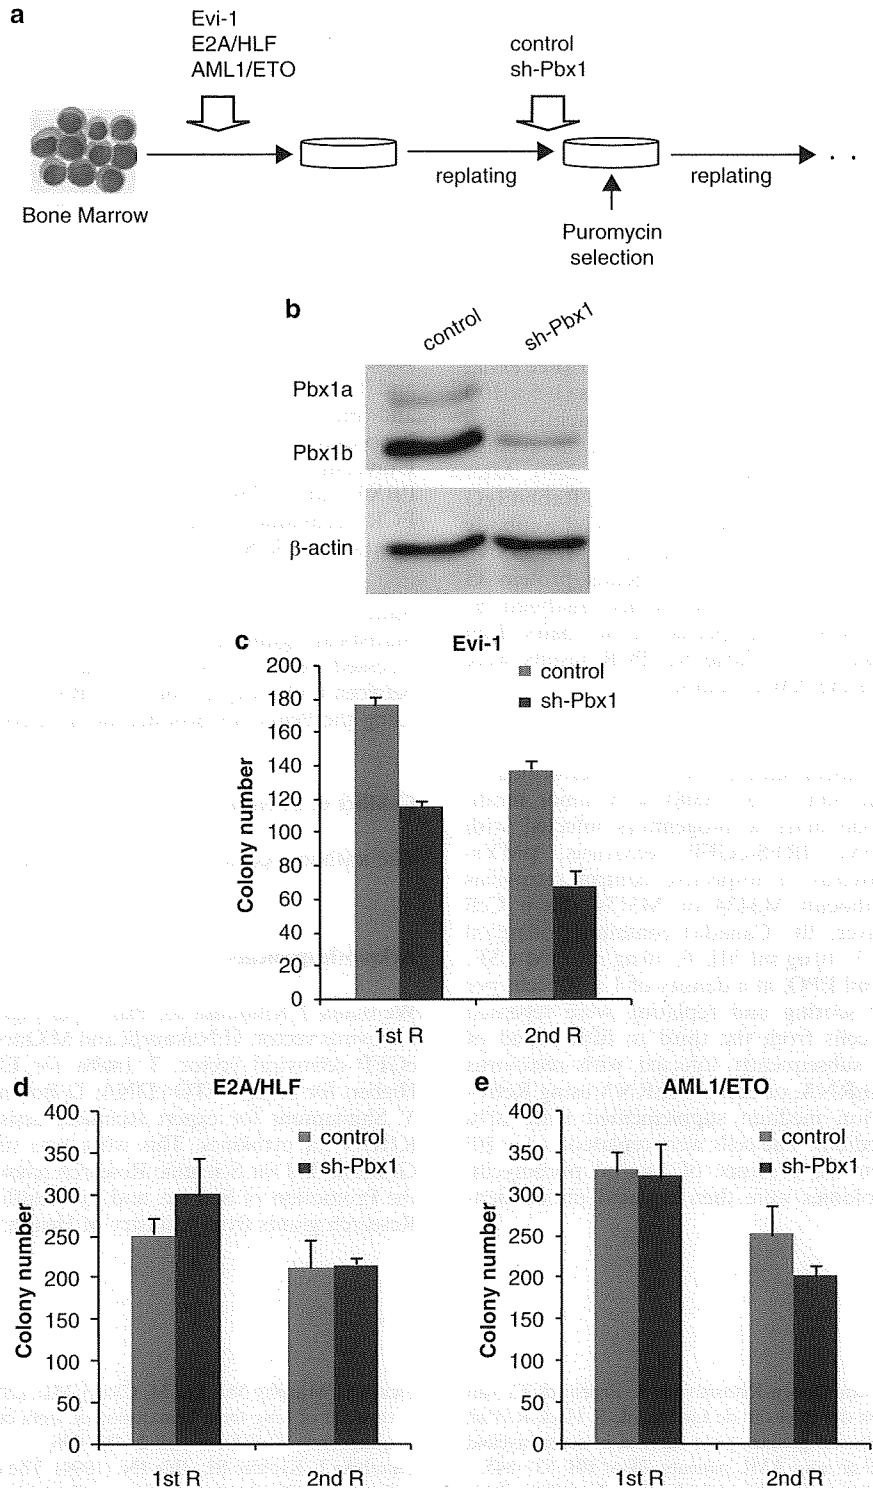 a
Evi-1
E2A/HLF
AML1/ETO
control
sh-Pbx1
Bone Marrow
replating
replating
Puromycin
selection
b
control
sh-Pbx1
Pbx1a
Pbx1b
β-actin
c
Evi-1
control
sh-Pbx1
Colony number
200
180
160
140
120
100
80
60
40
20
0
1st R
2nd R
d
E2A/HLF
control
sh-Pbx1
Colony number
400
350
300
250
200
150
100
50
0
1st R
2nd R
e
AML1/ETO
control
sh-Pbx1
Colony number
400
350
300
250
200
150
100
50
0
1st R
2nd R